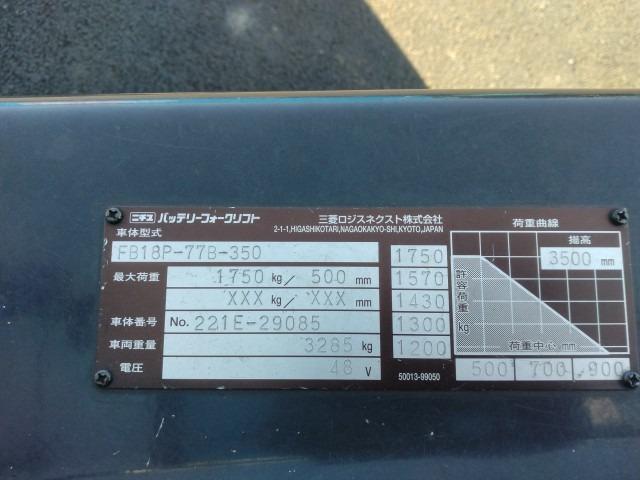 ニチユ バッテリーフォークリフト 三菱ロジスネクスト株式会社
2-1-1,HIGASHIKOTARI,NAGAOKAKYO-SHI,KYOTO,JAPAN
車体型式
FB18P-77B-350
最大荷重 1750 kg / 500 mm
XXX kg / XXX mm
車体番号 No. 221E-29085
車両重量 3285 kg
電圧 48 V
1750
1570
1430
1300
1200
50013-99050
荷重曲線
揚高
3500 mm
許容荷重 kg
荷重中心 mm
500 700 900